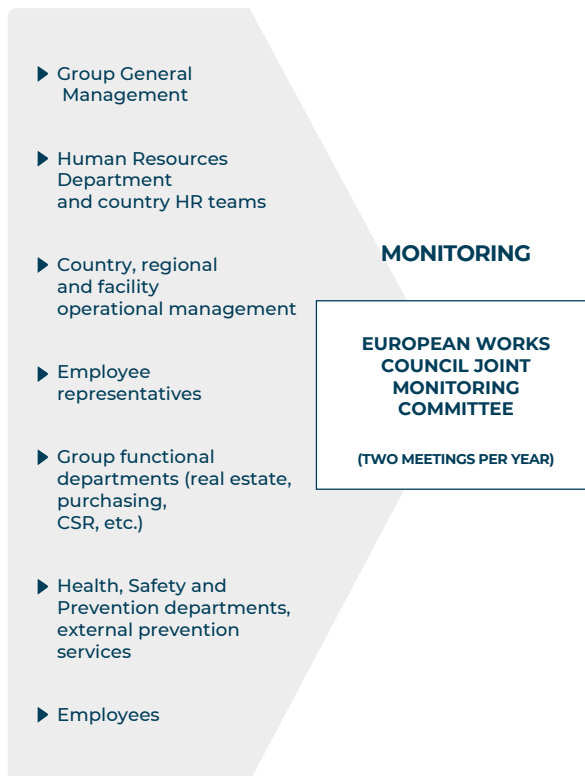 Group General
Management
Human Resources
Department
and country HR teams
Country, regional
and facility
operational management
Employee
representatives
Group functional
departments (real estate,
purchasing,
CSR, etc.)
Health, Safety and
Prevention departments,
external prevention
services
Employees
MONITORING
EUROPEAN WORKS
COUNCIL JOINT
MONITORING
COMMITTEE
(TWO MEETINGS PER YEAR)